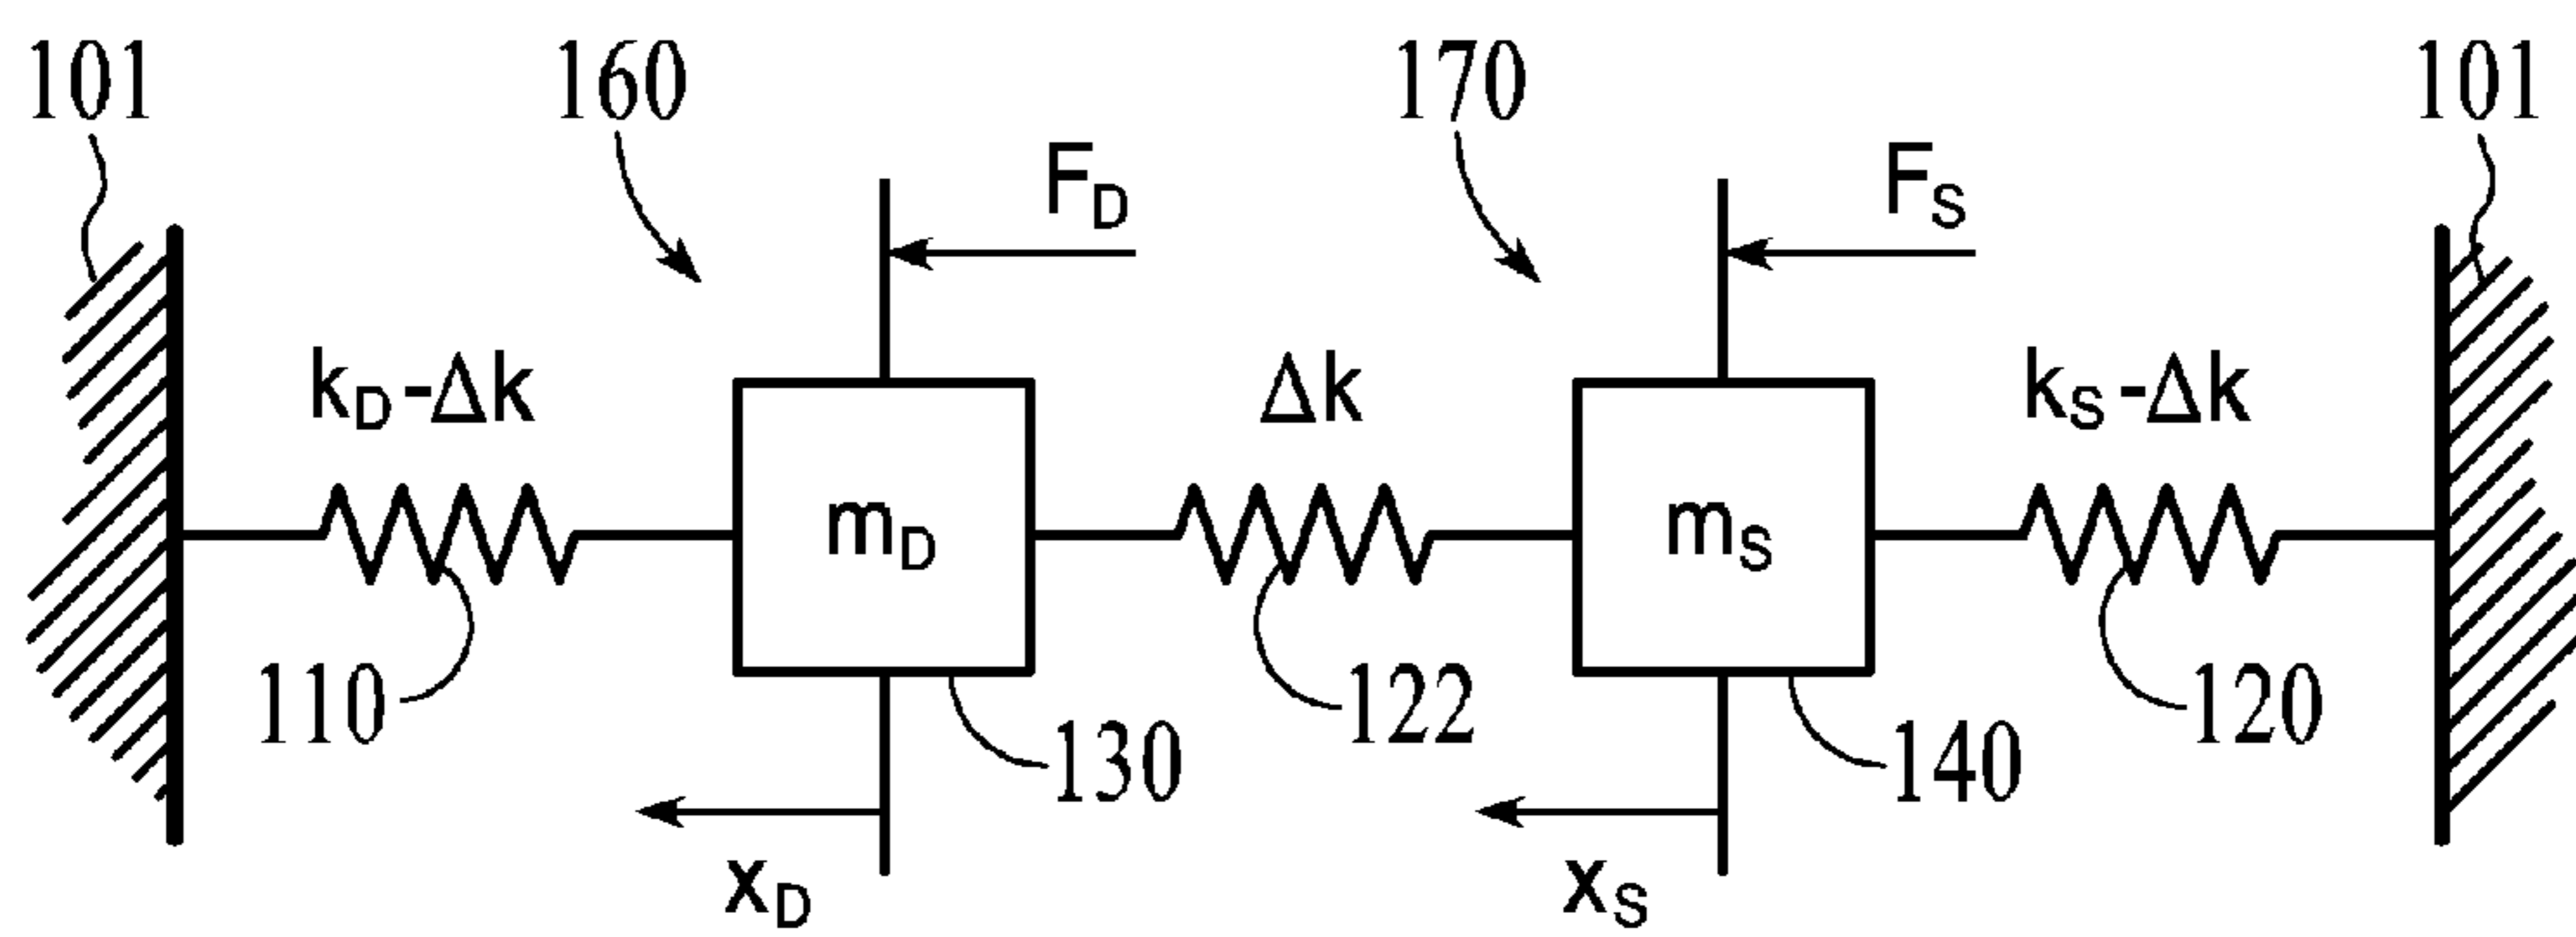 101 160 170 101
F_D F_S
k_D-Δk Δk k_S-Δk
m_D m_S
110 122 120
130 140
x_D x_S